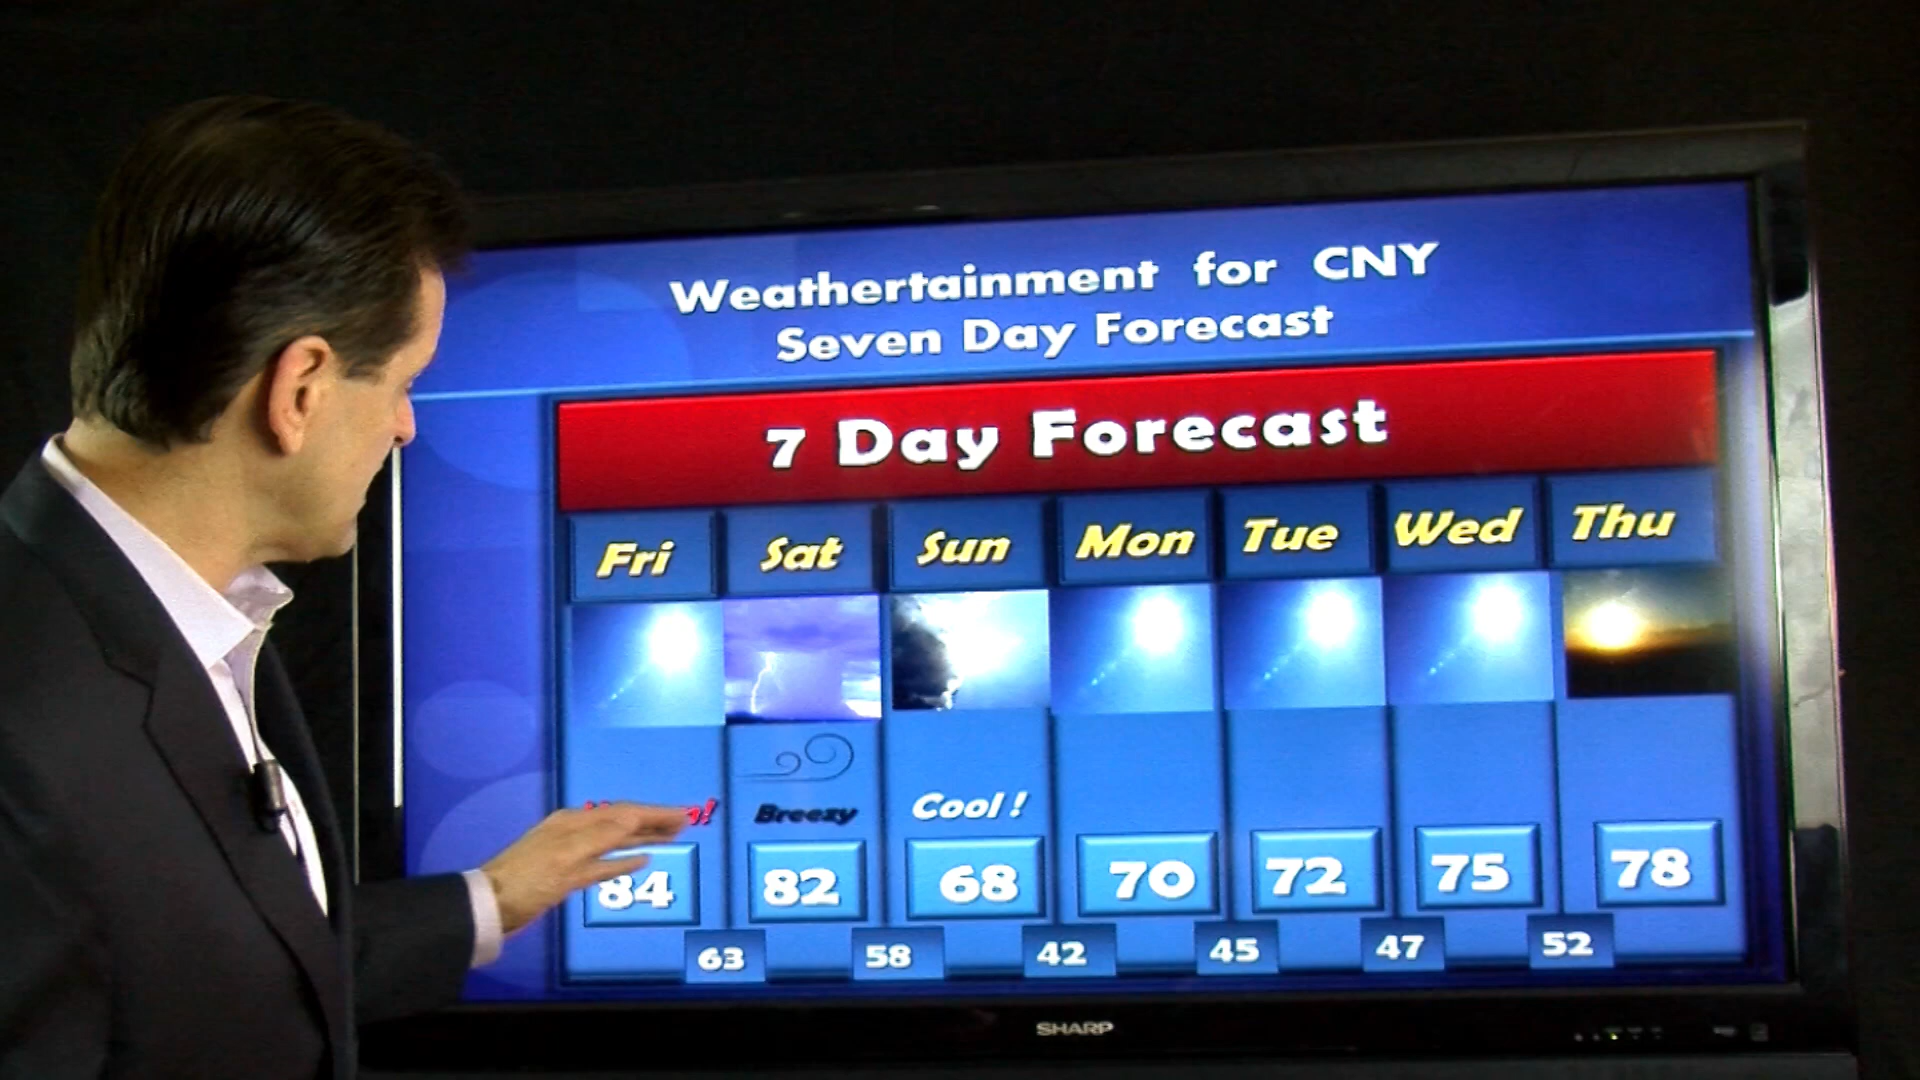 Weathertainment for CNY
Seven Day Forecast
7 Day Forecast
Fri Sat Sun Mon Tue Wed Thu
Breezy Cool !
84 82 68 70 72 75 78
63 58 42 45 47 52
SHARP